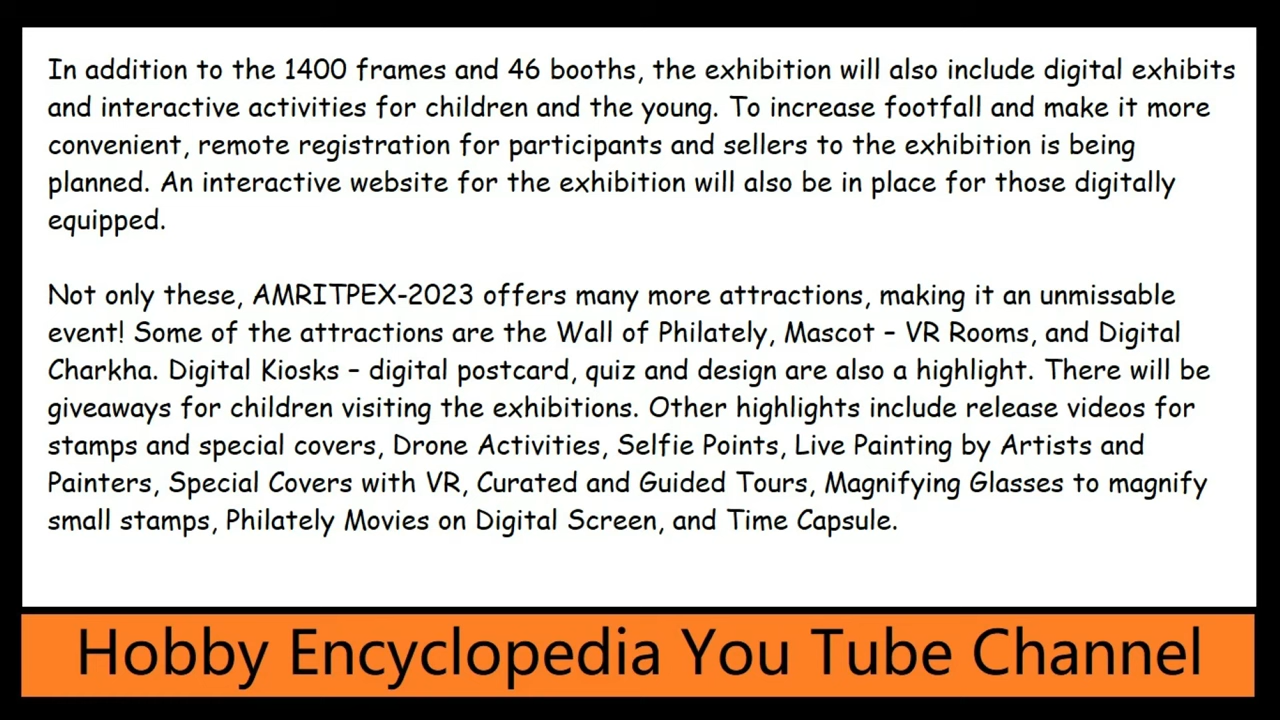 In addition to the 1400 frames and 46 booths, the exhibition will also include digital exhibits
and interactive activities for children and the young. To increase footfall and make it more
convenient, remote registration for participants and sellers to the exhibition is being
planned. An interactive website for the exhibition will also be in place for those digitally
equipped.
Not only these, AMRITPEX-2023 offers many more attractions, making it an unmissable
event! Some of the attractions are the Wall of Philately, Mascot – VR Rooms, and Digital
Charkha. Digital Kiosks – digital postcard, quiz and design are also a highlight. There will be
giveaways for children visiting the exhibitions. Other highlights include release videos for
stamps and special covers, Drone Activities, Selfie Points, Live Painting by Artists and
Painters, Special Covers with VR, Curated and Guided Tours, Magnifying Glasses to magnify
small stamps, Philately Movies on Digital Screen, and Time Capsule.
Hobby Encyclopedia You Tube Channel